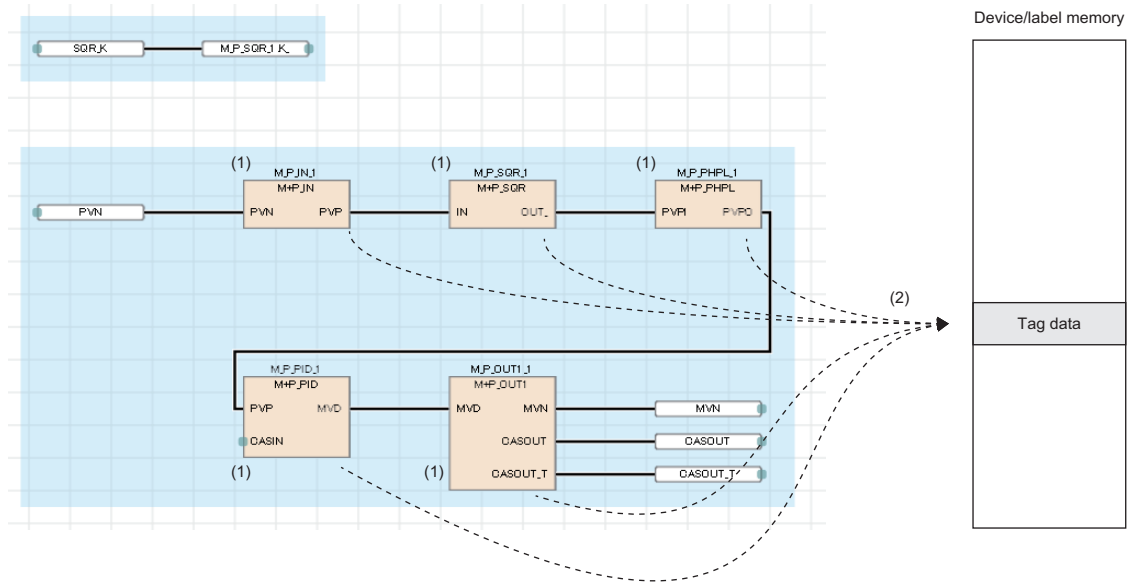 Device/label memory
SQR_K
M_P_SQR_1.K_
(1)
M_P_IN_1
M+P_IN
PVN
PVP
(1)
M_P_SQR_1
M+P_SQR
IN
OUT_
(1)
M_P_PHPL_1
M+P_PHPL
PVPI
PVPO
PVN
(2)
Tag data
M_P_PID_1
M+P_PID
PVP
MVD
CASIN
(1)
M_P_OUT1_1
M+P_OUT1
MVD
MVN
CASOUT
CASOUT_T
(1)
MVN
CASOUT
CASOUT_T